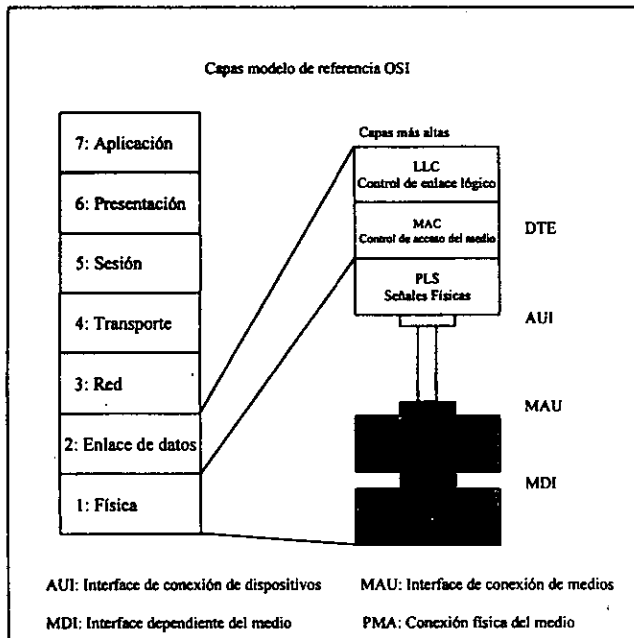 Capas modelo de referencia OSI
7: Aplicación
6: Presentación
5: Sesión
4: Transporte
3: Red
2: Enlace de datos
1: Física
Capas más altas
LLC
Control de enlace lógico
MAC
Control de acceso del medio
PLS
Señales Físicas
DTE
AUI
MAU
MDI
AUI: Interface de conexión de dispositivos
MAU: Interface de conexión de medios
MDI: Interface dependiente del medio
PMA: Conexión física del medio